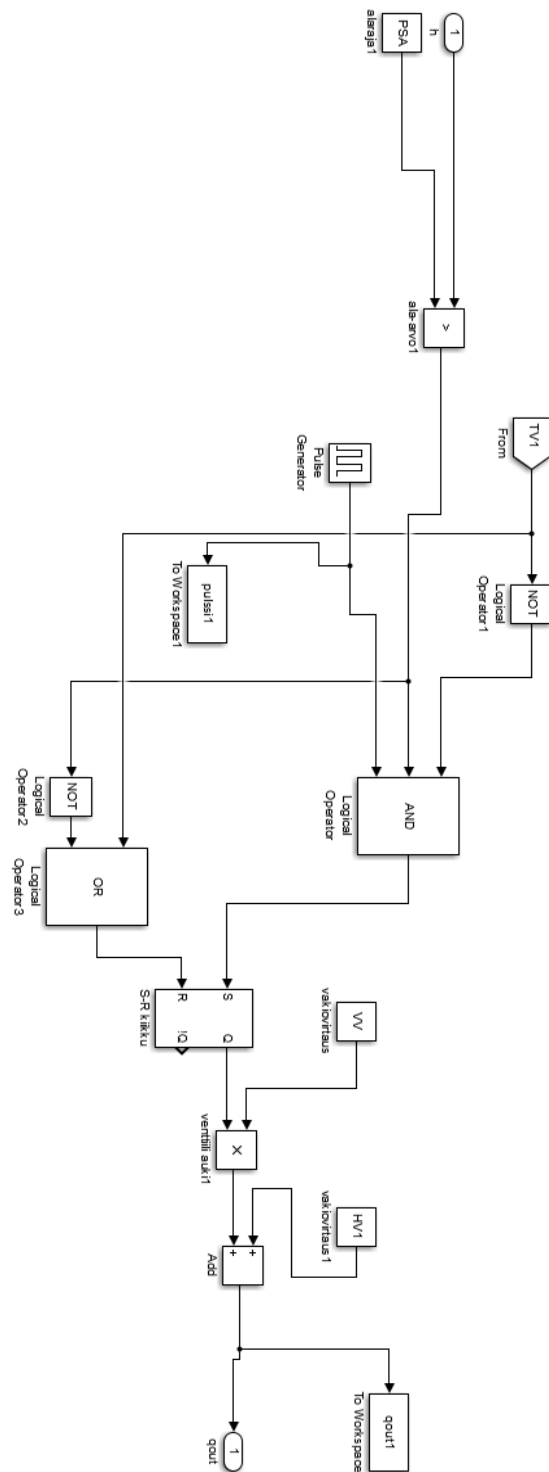 1
h
PSA
alaraja1
>
ala-arvo1
TV1
From
Pulse
Generator
pulssi1
To Workspace1
NOT
Logical
Operator1
AND
Logical
Operator
NOT
Logical
Operator2
OR
Logical
Operator3
S
Q
R
!Q
S-R kiikku
VV
vakiovirtaus
X
venttiili auki1
HV1
vakiovirtaus1
+
+
Add
qout1
To Workspace
1
qout